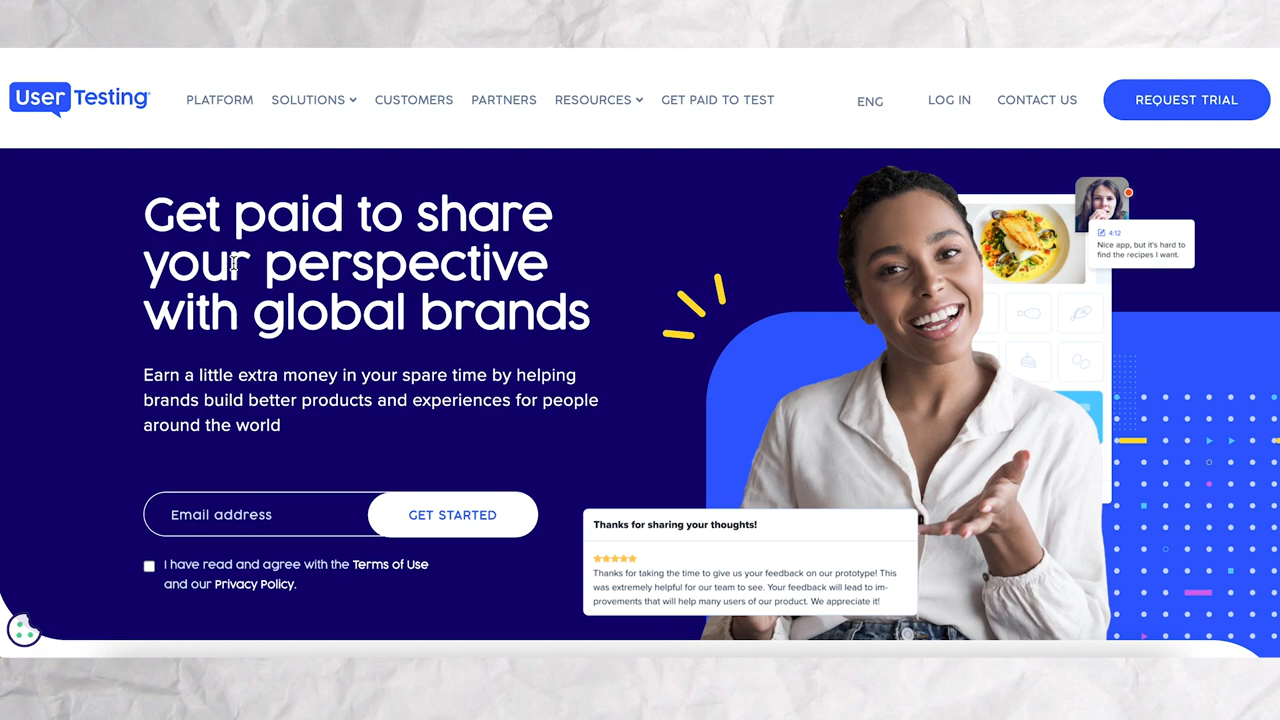 User Testing
PLATFORM SOLUTIONS CUSTOMERS PARTNERS RESOURCES GET PAID TO TEST ENG LOG IN CONTACT US REQUEST TRIAL
Get paid to share
your perspective
with global brands
Earn a little extra money in your spare time by helping
brands build better products and experiences for people
around the world
Email address GET STARTED
I have read and agree with the Terms of Use
and our Privacy Policy.
4:12
Nice app, but it's hard to
find the recipes I want.
Thanks for sharing your thoughts!
Thanks for taking the time to give us your feedback on our prototype! This
was extremely helpful for our team to see. Your feedback will lead to im-
provements that will help many users of our product. We appreciate it!